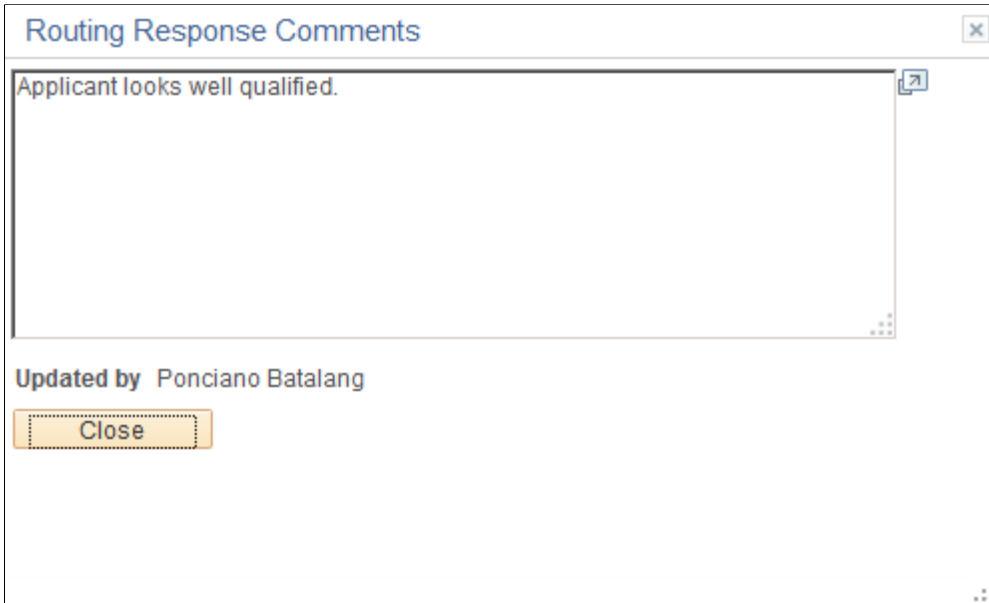 Routing Response Comments
Applicant looks well qualified.
Updated by Ponciano Batalang
Close